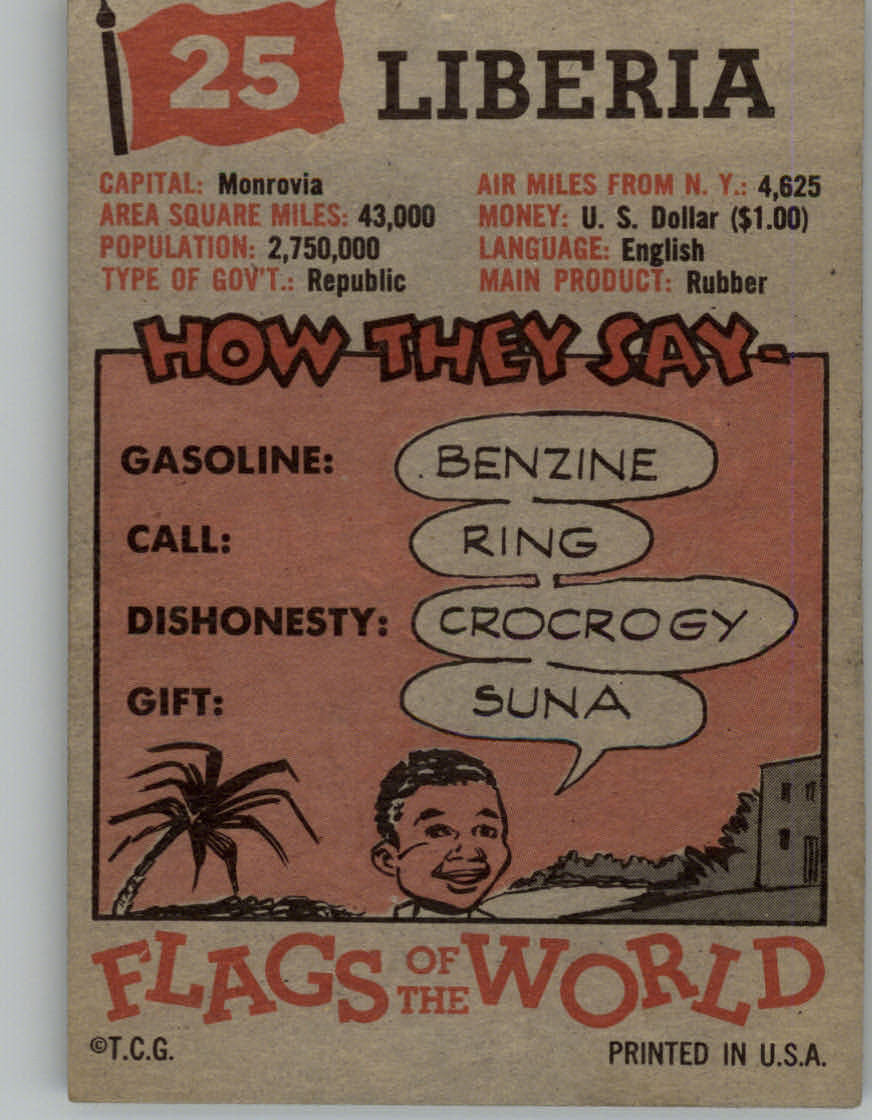 25 LIBERIA
CAPITAL: Monrovia
AREA SQUARE MILES: 43,000
POPULATION: 2,750,000
TYPE OF GOV'T.: Republic
AIR MILES FROM N. Y.: 4,625
MONEY: U. S. Dollar ($1.00)
LANGUAGE: English
MAIN PRODUCT: Rubber
HOW THEY SAY-
GASOLINE: BENZINE
CALL: RING
DISHONESTY: CROCROGY
GIFT: SUNA
FLAGS OF THE WORLD
©T.C.G. PRINTED IN U.S.A.